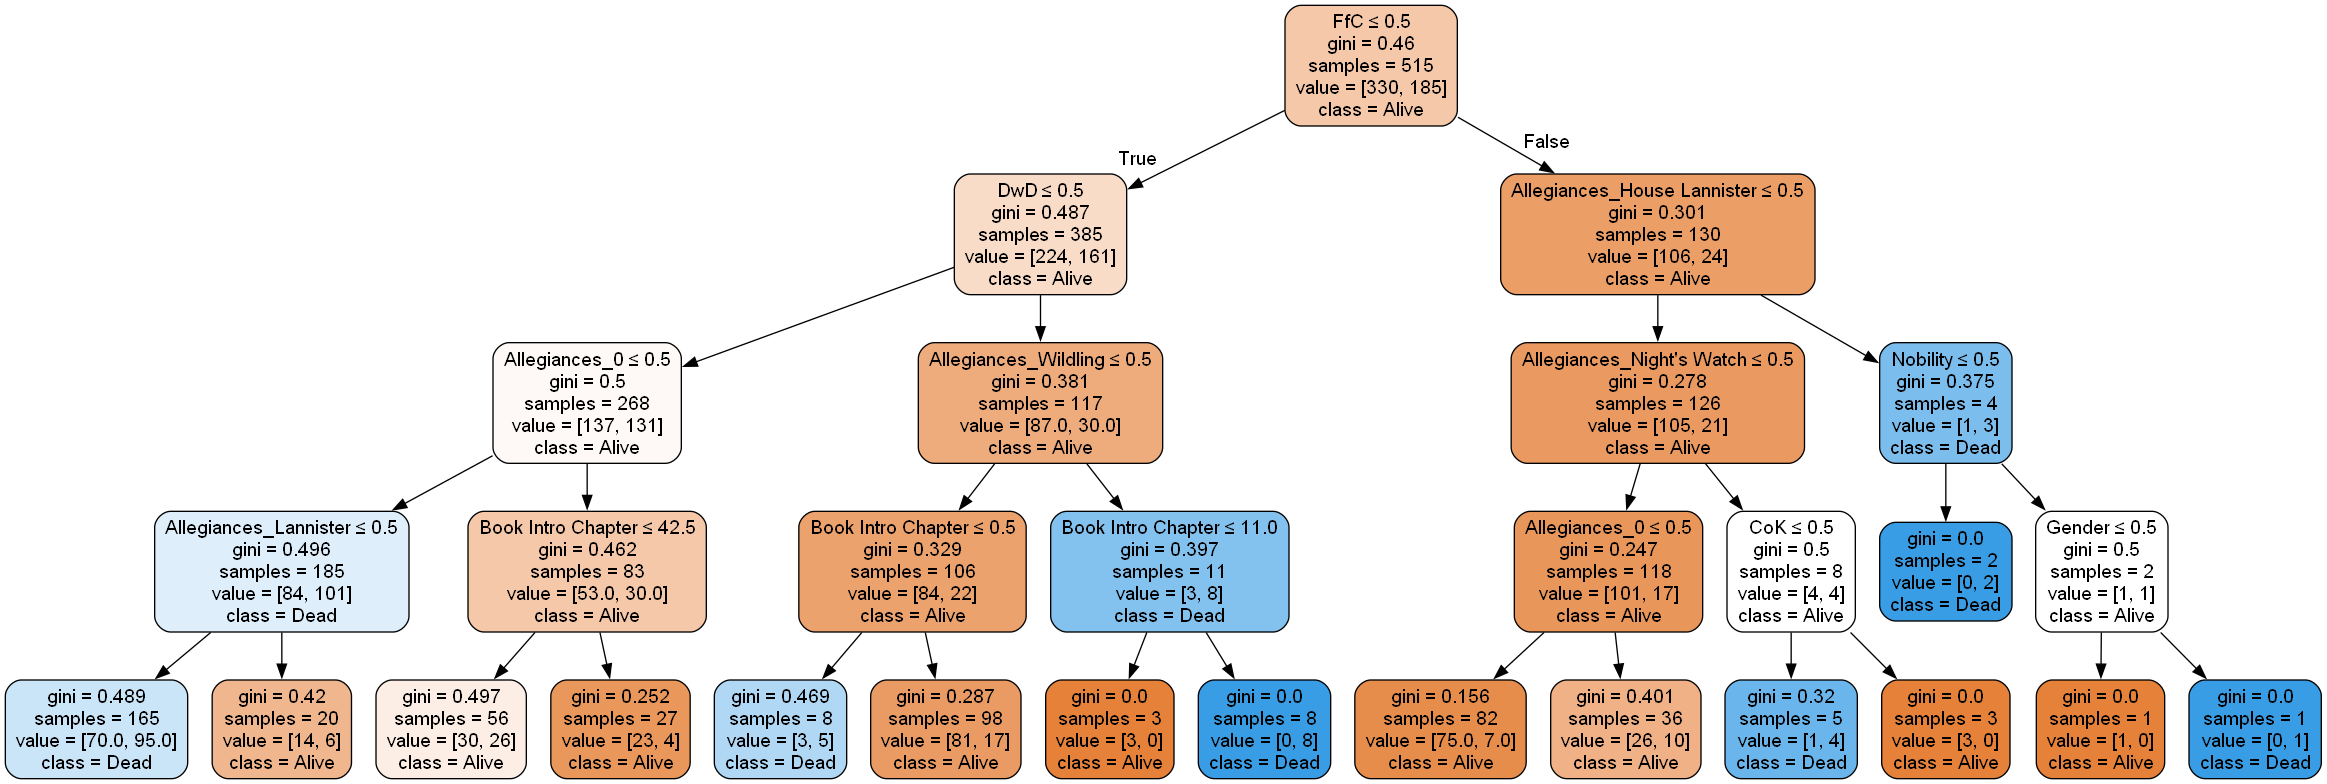 FfC ≤ 0.5
gini = 0.46
samples = 515
value = [330, 185]
class = Alive
True
False
DwD ≤ 0.5
gini = 0.487
samples = 385
value = [224, 161]
class = Alive
Allegiances_House Lannister ≤ 0.5
gini = 0.301
samples = 130
value = [106, 24]
class = Alive
Allegiances_0 ≤ 0.5
gini = 0.5
samples = 268
value = [137, 131]
class = Alive
Allegiances_Wildling ≤ 0.5
gini = 0.381
samples = 117
value = [87.0, 30.0]
class = Alive
Allegiances_Night's Watch ≤ 0.5
gini = 0.278
samples = 126
value = [105, 21]
class = Alive
Nobility ≤ 0.5
gini = 0.375
samples = 4
value = [1, 3]
class = Dead
Allegiances_Lannister ≤ 0.5
gini = 0.496
samples = 185
value = [84, 101]
class = Dead
Book Intro Chapter ≤ 42.5
gini = 0.462
samples = 83
value = [53.0, 30.0]
class = Alive
Book Intro Chapter ≤ 0.5
gini = 0.329
samples = 106
value = [84, 22]
class = Alive
Book Intro Chapter ≤ 11.0
gini = 0.397
samples = 11
value = [3, 8]
class = Dead
Allegiances_0 ≤ 0.5
gini = 0.247
samples = 118
value = [101, 17]
class = Alive
CoK ≤ 0.5
gini = 0.5
samples = 8
value = [4, 4]
class = Alive
gini = 0.0
samples = 2
value = [0, 2]
class = Dead
Gender ≤ 0.5
gini = 0.5
samples = 2
value = [1, 1]
class = Alive
gini = 0.489
samples = 165
value = [70.0, 95.0]
class = Dead
gini = 0.42
samples = 20
value = [14, 6]
class = Alive
gini = 0.497
samples = 56
value = [30, 26]
class = Alive
gini = 0.252
samples = 27
value = [23, 4]
class = Alive
gini = 0.469
samples = 8
value = [3, 5]
class = Dead
gini = 0.287
samples = 98
value = [81, 17]
class = Alive
gini = 0.0
samples = 3
value = [3, 0]
class = Alive
gini = 0.0
samples = 8
value = [0, 8]
class = Dead
gini = 0.156
samples = 82
value = [75.0, 7.0]
class = Alive
gini = 0.401
samples = 36
value = [26, 10]
class = Alive
gini = 0.32
samples = 5
value = [1, 4]
class = Dead
gini = 0.0
samples = 3
value = [3, 0]
class = Alive
gini = 0.0
samples = 1
value = [1, 0]
class = Alive
gini = 0.0
samples = 1
value = [0, 1]
class = Dead